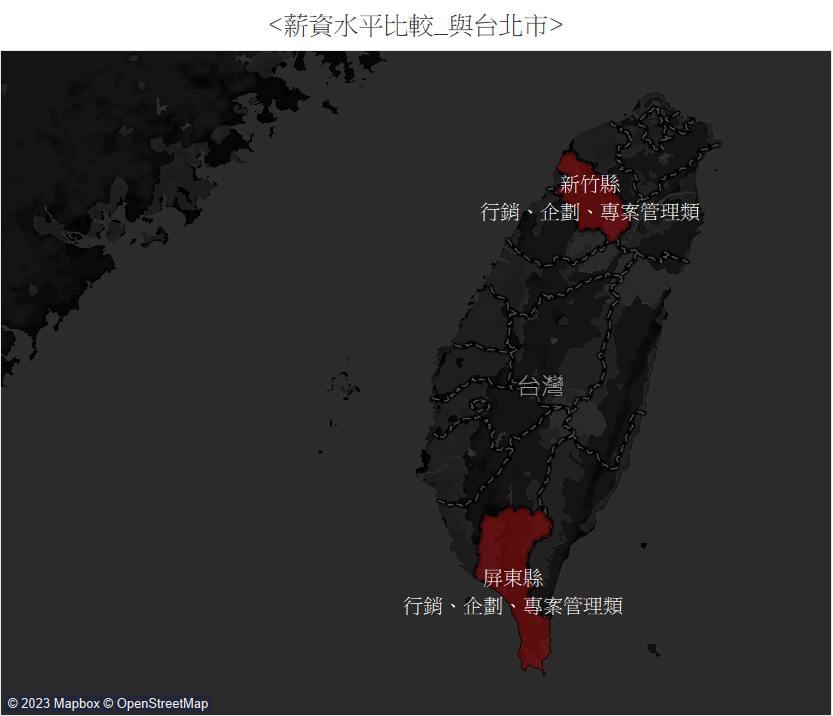 <薪資水平比較_與台北市>
新竹縣
行銷、企劃、專案管理類
台灣
屏東縣
行銷、企劃、專案管理類
© 2023 Mapbox © OpenStreetMap